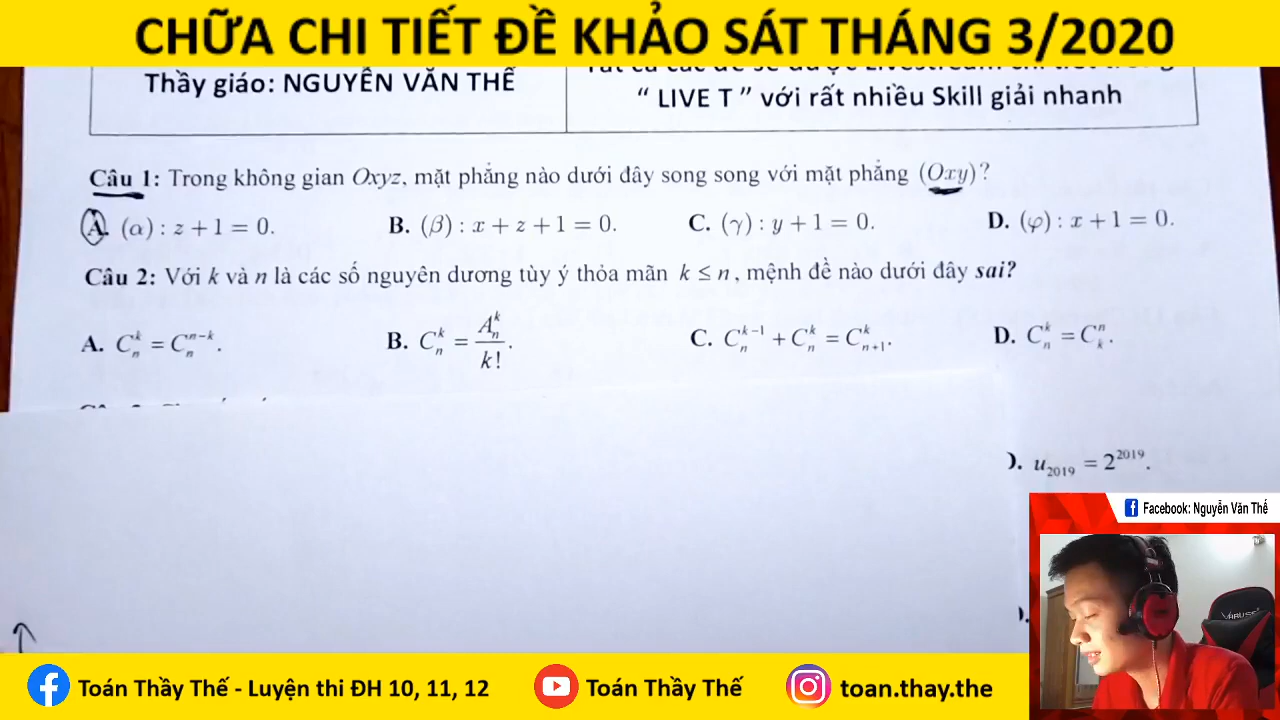 CHỮA CHI TIẾT ĐỀ KHẢO SÁT THÁNG 3/2020
Thầy giáo: NGUYỄN VĂN THẾ
“ LIVE T ” với rất nhiều Skill giải nhanh
Câu 1: Trong không gian Oxyz, mặt phẳng nào dưới đây song song với mặt phẳng (Oxy)?
A. (α) : z + 1 = 0. B. (β) : x + z + 1 = 0. C. (γ) : y + 1 = 0. D. (φ) : x + 1 = 0.
Câu 2: Với k và n là các số nguyên dương tùy ý thỏa mãn k ≤ n, mệnh đề nào dưới đây sai?
A. C_n^k = C_n^{n-k}. B. C_n^k = A_n^k / k!. C. C_n^{k-1} + C_n^k = C_{n+1}^k. D. C_n^k = C_k^n.
). u_{2019} = 2^{2019}.
Facebook: Nguyễn Văn Thế
Toán Thầy Thế - Luyện thi ĐH 10, 11, 12
Toán Thầy Thế
toan.thay.the